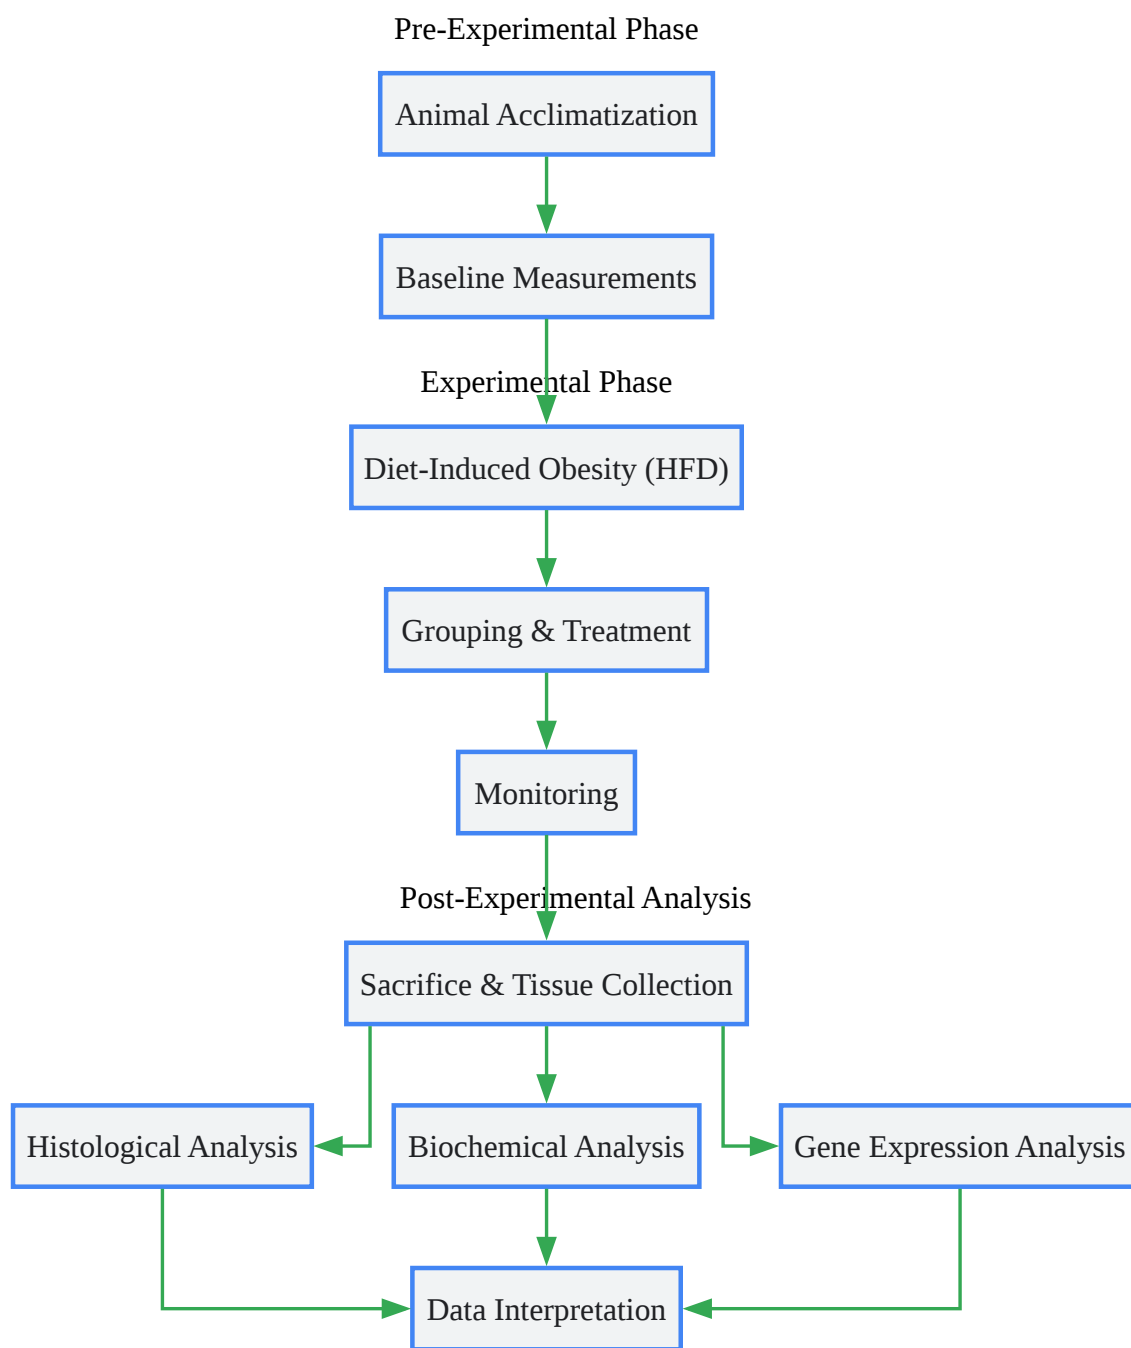 Pre-Experimental Phase
Animal Acclimatization
Baseline Measurements
Experimental Phase
Diet-Induced Obesity (HFD)
Grouping & Treatment
Monitoring
Post-Experimental Analysis
Sacrifice & Tissue Collection
Histological Analysis
Biochemical Analysis
Gene Expression Analysis
Data Interpretation